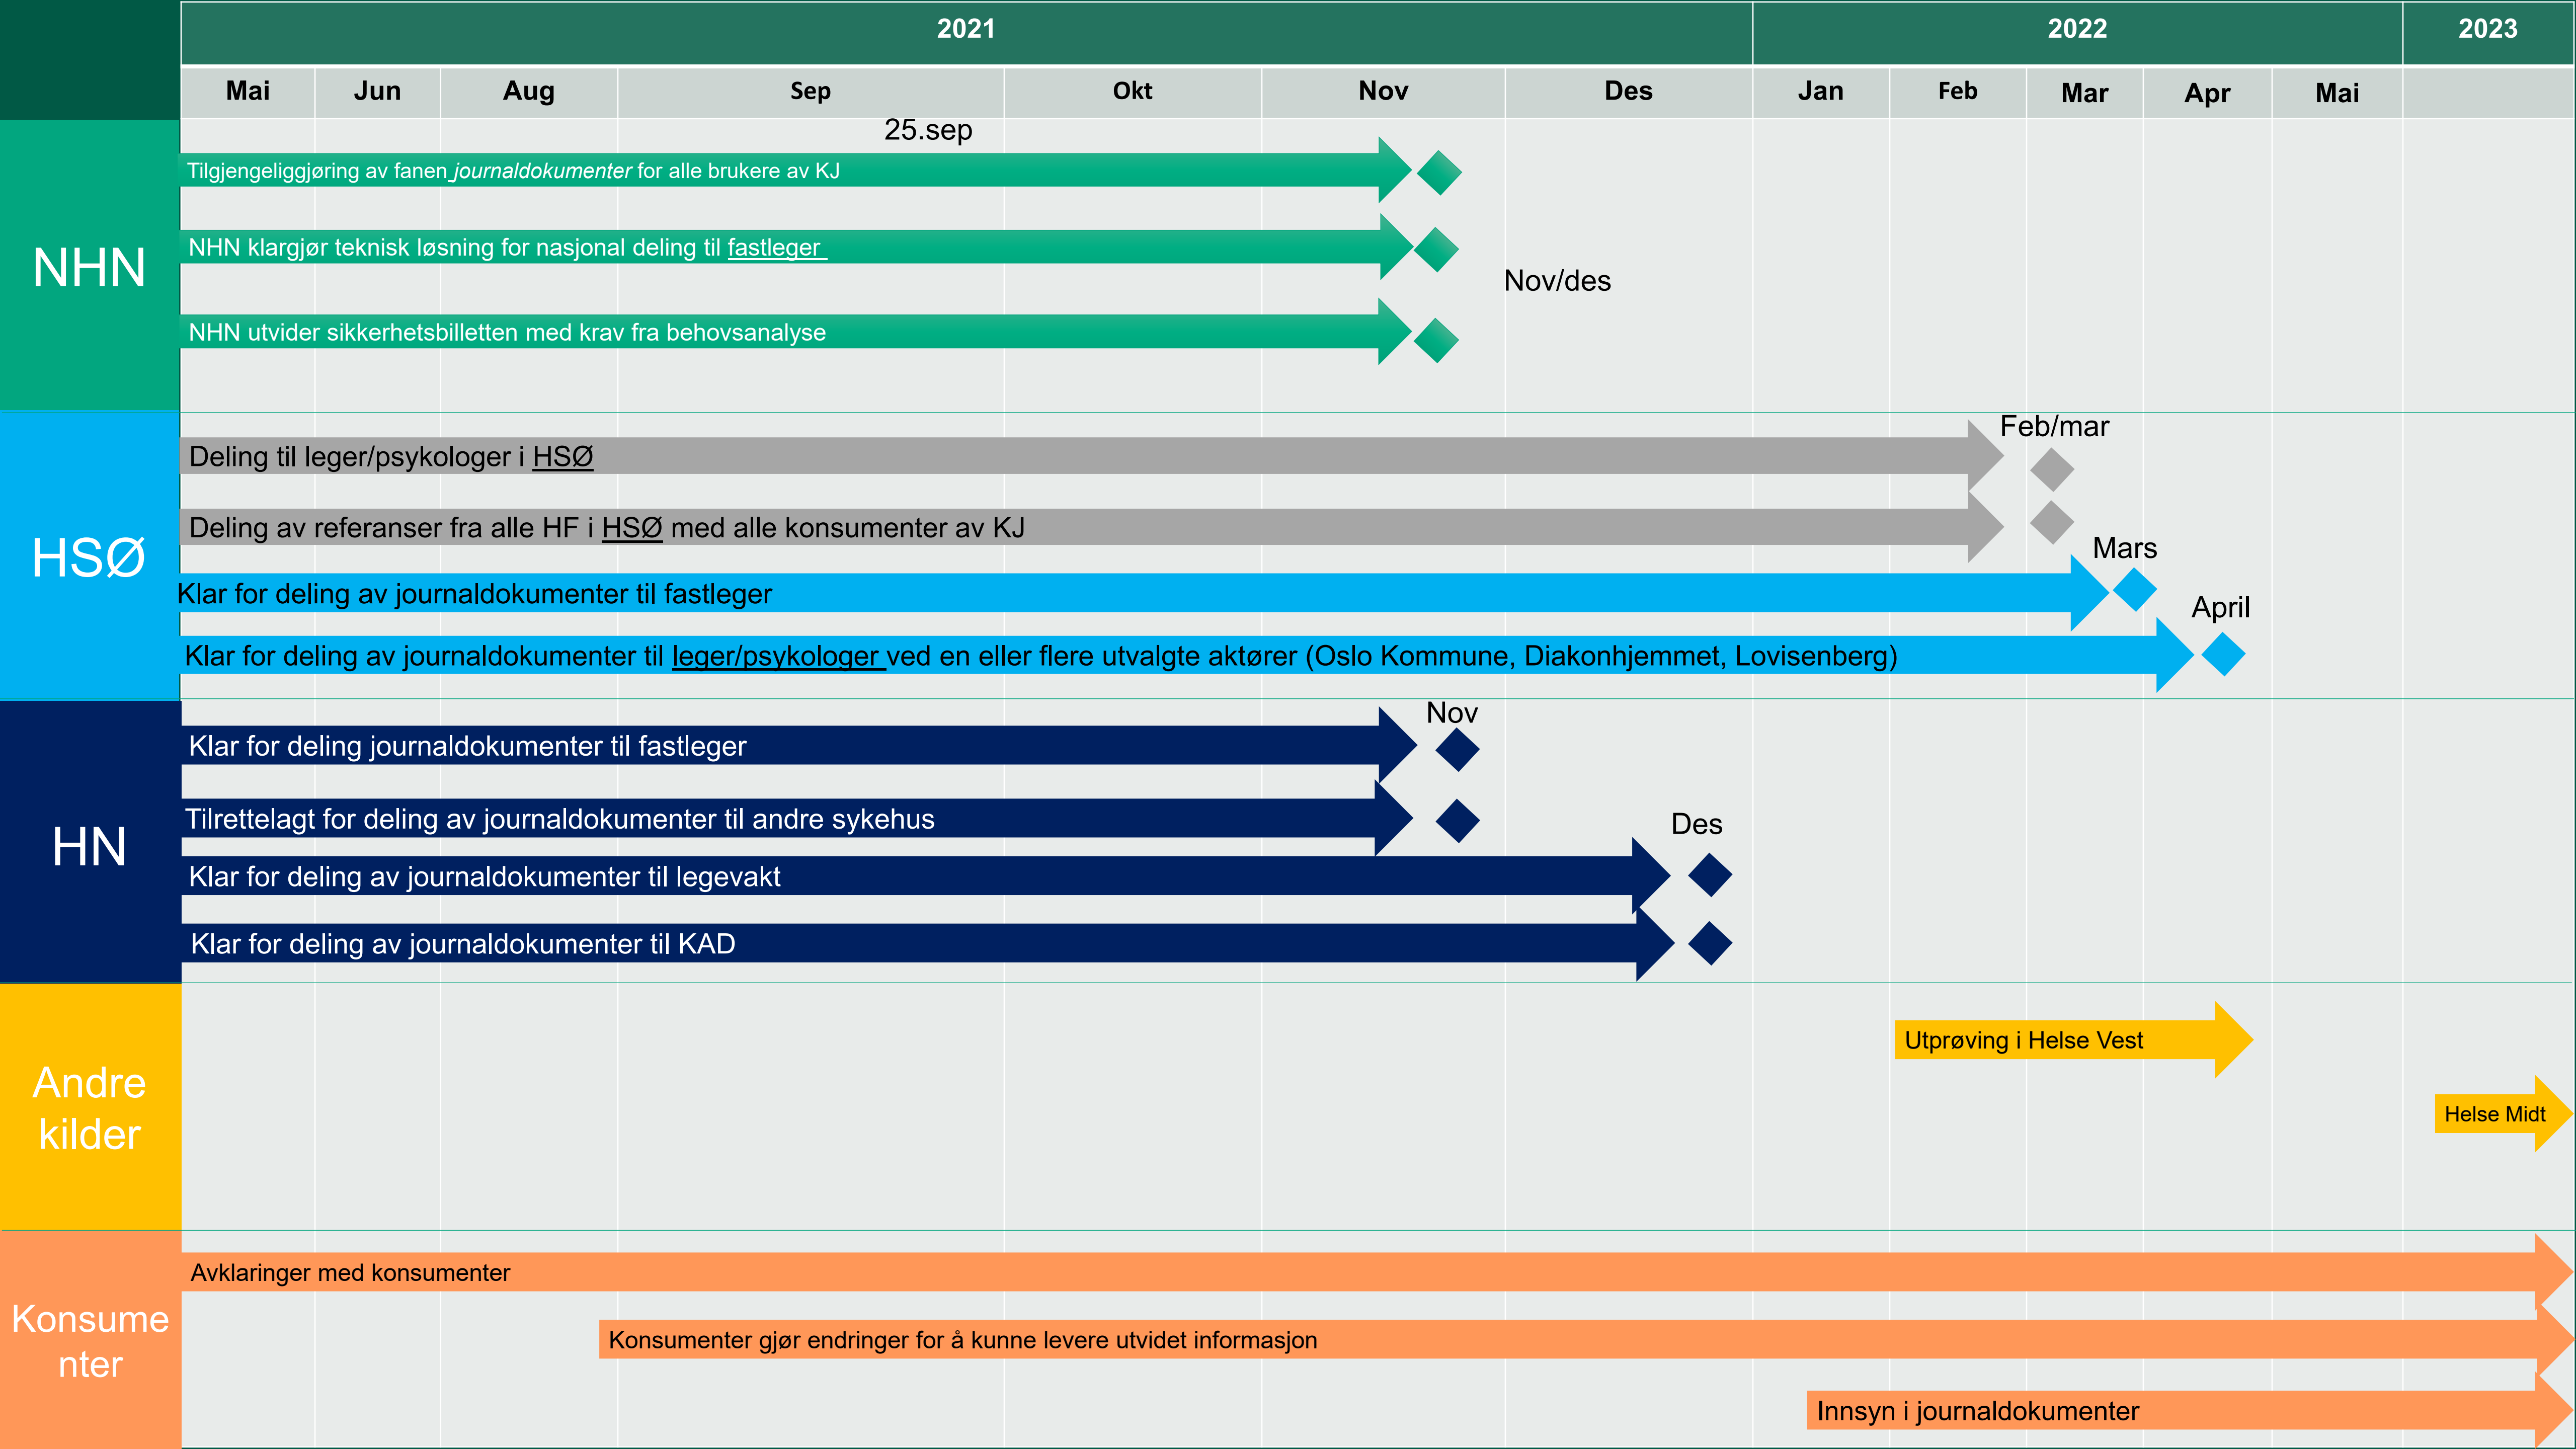 2021
2022
2023
Mai
Jun
Aug
Sep
Okt
Nov
Des
Jan
Feb
Mar
Apr
Mai
NHN
25.sep
Tilgjengeliggjøring av fanen journaldokumenter for alle brukere av KJ
NHN klargjør teknisk løsning for nasjonal deling til fastleger
Nov/des
NHN utvider sikkerhetsbilletten med krav fra behovsanalyse
HSØ
Feb/mar
Deling til leger/psykologer i HSØ
Deling av referanser fra alle HF i HSØ med alle konsumenter av KJ
Mars
Klar for deling av journaldokumenter til fastleger
April
Klar for deling av journaldokumenter til leger/psykologer ved en eller flere utvalgte aktører (Oslo Kommune, Diakonhjemmet, Lovisenberg)
HN
Nov
Klar for deling journaldokumenter til fastleger
Tilrettelagt for deling av journaldokumenter til andre sykehus
Des
Klar for deling av journaldokumenter til legevakt
Klar for deling av journaldokumenter til KAD
Andre
kilder
Utprøving i Helse Vest
Helse Midt
Konsume
nter
Avklaringer med konsumenter
Konsumenter gjør endringer for å kunne levere utvidet informasjon
Innsyn i journaldokumenter